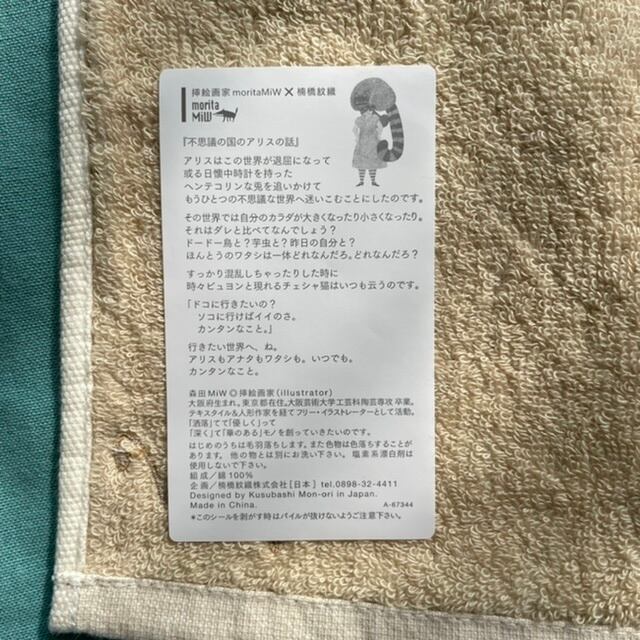 挿絵画家moritaMiW×楠橋紋織
morita
MiW
『不思議の国のアリスの話』
アリスはこの世界が退屈になって
或る日懐中時計を持った
ヘンテコリンな兎を追いかけて
もうひとつの不思議な世界へ迷いこむことにしたのです。
その世界では自分のカラダが大きくなったり小さくなったり。
それはダレと比べてなんでしょう？
ドードー鳥と？芋虫と？昨日の自分と？
ほんとうのワタシは一体どれなんだろ。どれなんだろ？
すっかり混乱しちゃったりした時に
時々ピュヨンと現れるチェシャ猫はいつも云うのです。
「ドコに行きたいの？
ソコに行けばイイのさ。
カンタンなこと。」
行きたい世界へ、ね。
アリスもアナタもワタシも。いつでも。
カンタンなこと。
森田MiW◎挿絵画家(illustrator)
大阪府生まれ。東京都在住。大阪芸術大学工芸科陶芸専攻 卒業。
テキスタイル&人形作家を経てフリー・イラストレーターとして活動。
「洒落」てて「優しく」って
「深く」て「華のある」モノを創っていきたいのです。
はじめのうちは毛羽落ちします。また色物は色落ちすることが
あります。 他の物とは別にお洗い下さい。 塩素系漂白剤は
使用しないで下さい。
組成／綿100％
企画／楠橋紋織株式会社[日本] tel.0898-32-4411
Designed by Kusubashi Mon-ori in Japan.
Made in China.
A-67344
＊このシールを剥がす時はパイルが抜けないようご注意下さい。